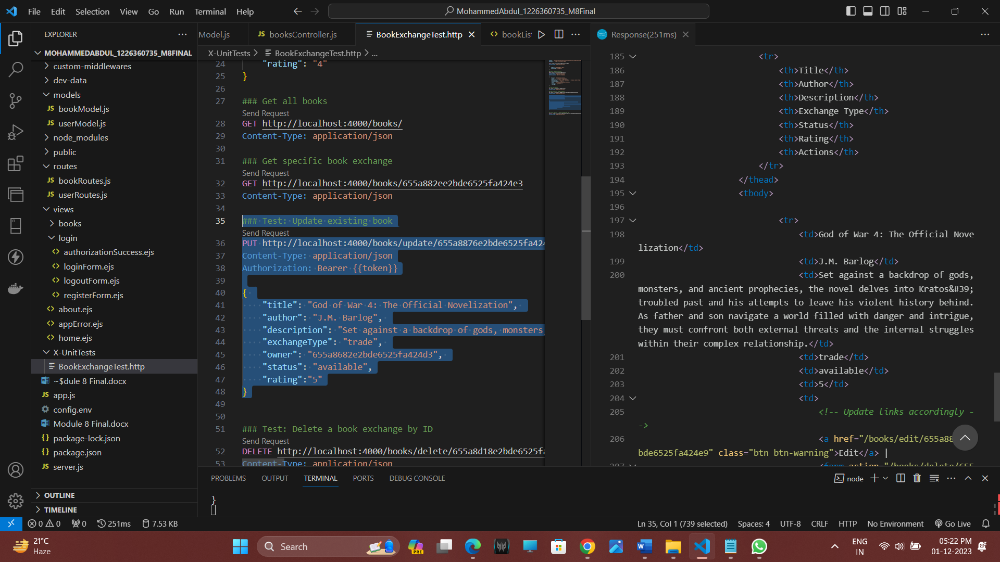 File Edit Selection View Go Run Terminal Help
MohammedAbdul_1226360735_M8Final
EXPLORER
MOHAMMEDABDUL_1226360735_M8FINAL
custom-middlewares
dev-data
models
JS bookModel.js
JS userModel.js
node_modules
public
routes
JS bookRoutes.js
JS userRoutes.js
views
books
login
<> authorizationSuccess.ejs
<> loginForm.ejs
<> logoutForm.ejs
<> registerForm.ejs
<> about.ejs
<> appError.ejs
<> home.ejs
X-UnitTests
BookExchangeTest.http
~$dule 8 Final.docx
JS app.js
config.env
Module 8 Final.docx
{} package-lock.json
{} package.json
JS server.js
OUTLINE
TIMELINE
Model.js
JS booksController.js
BookExchangeTest.http
<> bookLis
X-UnitTests > BookExchangeTest.http > ...
24 "rating": "4"
25 }
26
27 ### Get all books
Send Request
28 GET http://localhost:4000/books/
29 Content-Type: application/json
30
31 ### Get specific book exchange
Send Request
32 GET http://localhost:4000/books/655a882ee2bde6525fa424e3
33 Content-Type: application/json
34
35 ### Test: Update existing book
Send Request
36 PUT http://localhost:4000/books/update/655a8876e2bde6525fa424
37 Content-Type: application/json
38 Authorization: Bearer {{token}}
39
40 {
41 "title": "God of War 4: The Official Novelization",
42 "author": "J.M. Barlog",
43 "description": "Set against a backdrop of gods, monsters
44 "exchangeType": "trade",
45 "owner": "655a8682e2bde6525fa424d3",
46 "status": "available",
47 "rating":"5"
48 }
49
50
51 ### Test: Delete a book exchange by ID
Send Request
52 DELETE http://localhost:4000/books/delete/655a8d18e2bde6525fa
53 Content-Type: application/json
Response(251ms)
185 <tr>
186 <th>Title</th>
187 <th>Author</th>
188 <th>Description</th>
189 <th>Exchange Type</th>
190 <th>Status</th>
191 <th>Rating</th>
192 <th>Actions</th>
193 </tr>
194 </thead>
195 <tbody>
196
197 <tr>
198 <td>God of War 4: The Official Nove
lization</td>
199 <td>J.M. Barlog</td>
200 <td>Set against a backdrop of gods,
monsters, and ancient prophecies, the novel delves into Kratos&#39;
troubled past and his attempts to leave his violent history behind.
As father and son navigate a world filled with danger and intrigue,
they must confront both external threats and the internal struggles
within their complex relationship.</td>
201 <td>trade</td>
202 <td>available</td>
203 <td>5</td>
204 <td>
205 <!-- Update links accordingly -
->
206 <a href="/books/edit/655a88
bde6525fa424e9" class="btn btn-warning">Edit</a> |
207 <form action="/books/delete/655
PROBLEMS OUTPUT TERMINAL PORTS DEBUG CONSOLE
node
}
0 0 0 251ms 7.53 KB
Ln 35, Col 1 (739 selected) Spaces: 4 UTF-8 CRLF HTTP No Environment Go Live
21°C
Haze
Search
PRE
ENG
IN
05:22 PM
01-12-2023